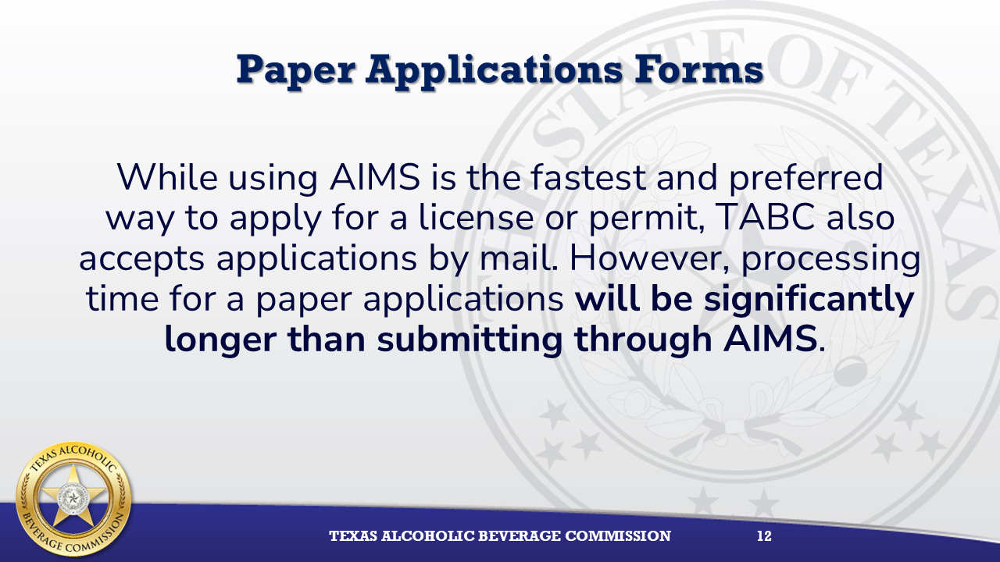 Paper Applications Forms
While using AIMS is the fastest and preferred
way to apply for a license or permit, TABC also
accepts applications by mail. However, processing
time for a paper applications will be significantly
longer than submitting through AIMS.
THE STATE OF TEXAS
TEXAS ALCOHOLIC
BEVERAGE COMMISSION
TEXAS ALCOHOLIC BEVERAGE COMMISSION
12